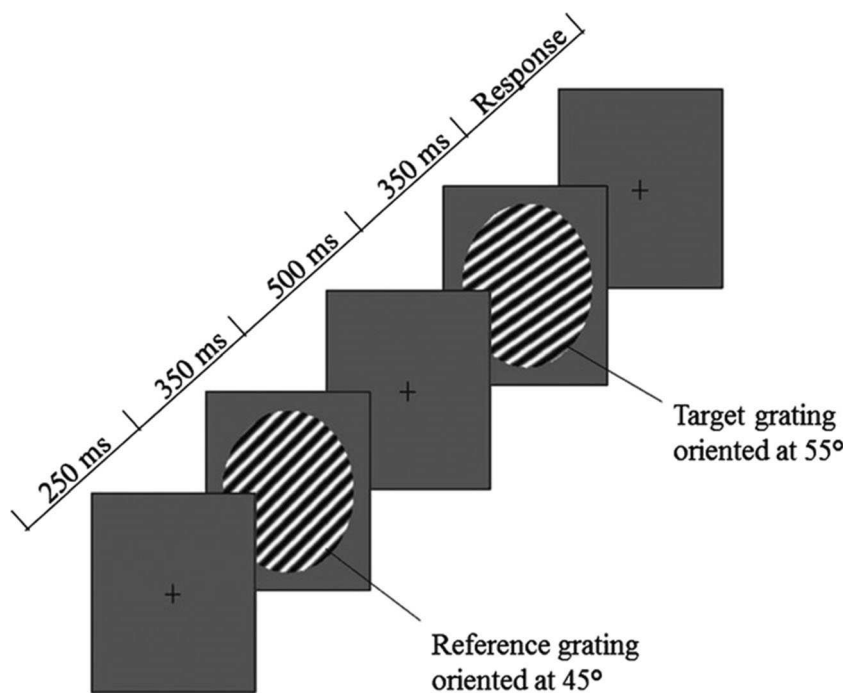 250 ms
350 ms
500 ms
350 ms
Response
Target grating
oriented at 55°
Reference grating
oriented at 45°